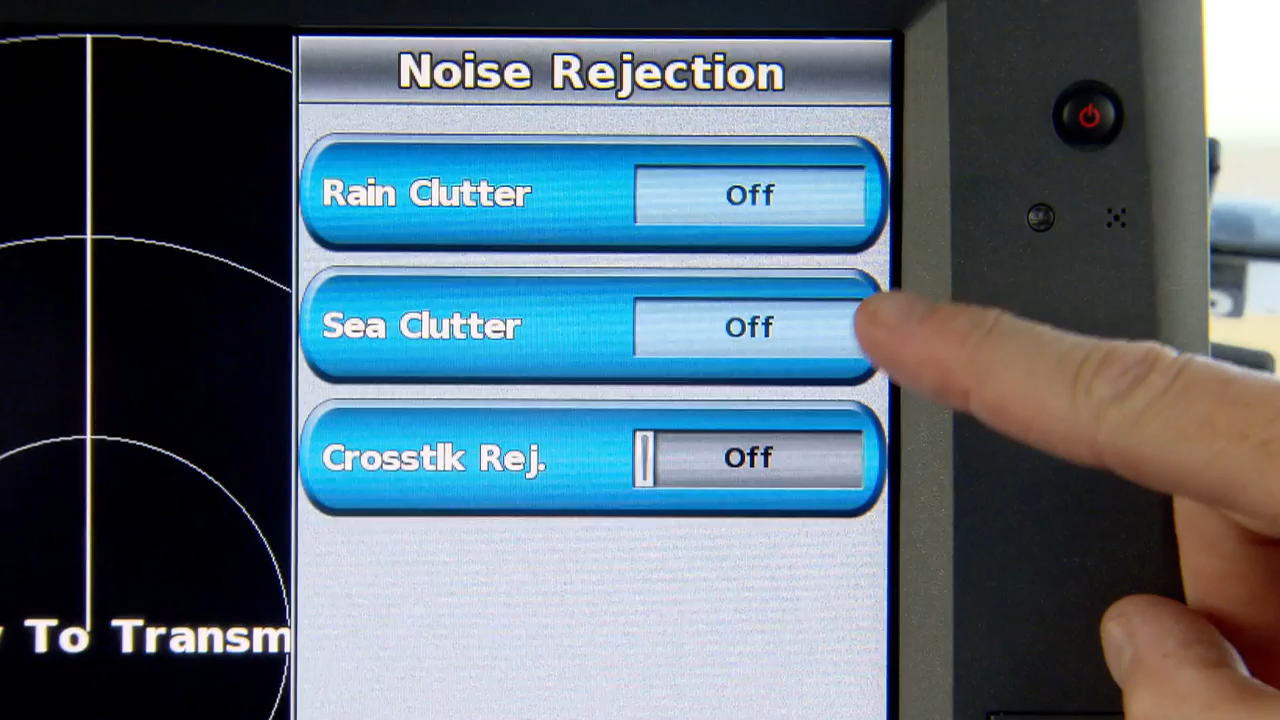 Noise Rejection
Rain Clutter Off
Sea Clutter Off
Crosstlk Rej. Off
To Transm